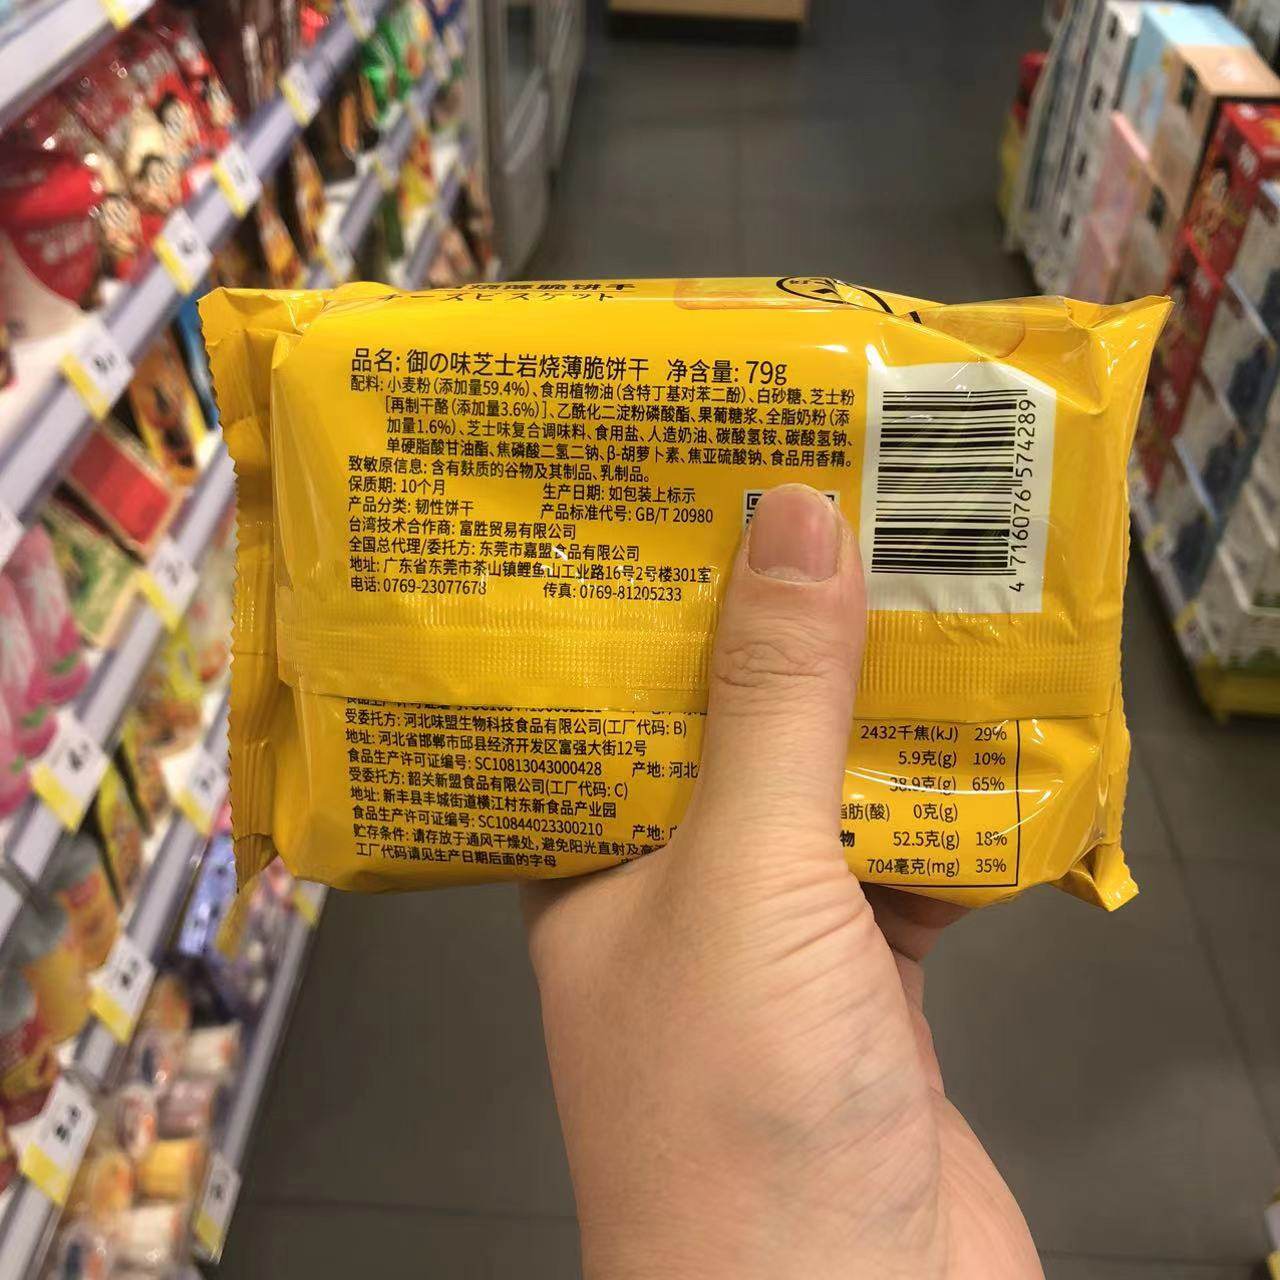 チーズビスケット
品名: 御の味芝士岩烧薄脆饼干 净含量: 79g
配料: 小麦粉(添加量59.4%)、食用植物油(含特丁基对苯二酚)、白砂糖、芝士粉
[再制干酪(添加量3.6%)]、乙酰化二淀粉磷酸酯、果葡糖浆、全脂奶粉(添
加量1.6%)、芝士味复合调味料、食用盐、人造奶油、碳酸氢铵、碳酸氢钠、
单硬脂酸甘油酯、焦磷酸二氢二钠、β-胡萝卜素、焦亚硫酸钠、食品用香精。
致敏原信息: 含有麸质的谷物及其制品、乳制品。
保质期: 10个月 生产日期: 如包装上标示
产品分类: 韧性饼干 产品标准代号: GB/T 20980
台湾技术合作商: 富胜贸易有限公司
全国总代理/委托方: 东莞市嘉盟食品有限公司
地址: 广东省东莞市茶山镇鲤鱼山工业路16号2号楼301室
电话: 0769-23077678 传真: 0769-81205233
4 716076 574289
受委托方: 河北味盟生物科技食品有限公司(工厂代码: B)
地址: 河北省邯郸市邱县经济开发区富强大街12号
食品生产许可证编号: SC10813043000428 产地: 河北
受委托方: 韶关新盟食品有限公司(工厂代码: C)
地址: 新丰县丰城街道横江村东新食品产业园
食品生产许可证编号: SC10844023300210 产地:
贮存条件: 请存放于通风干燥处, 避免阳光直射及
工厂代码请见生产日期后面的字母
2432千焦(kJ) 29%
5.9克(g) 10%
38.9克(g) 65%
脂肪(酸) 0克(g)
物 52.5克(g) 18%
704毫克(mg) 35%